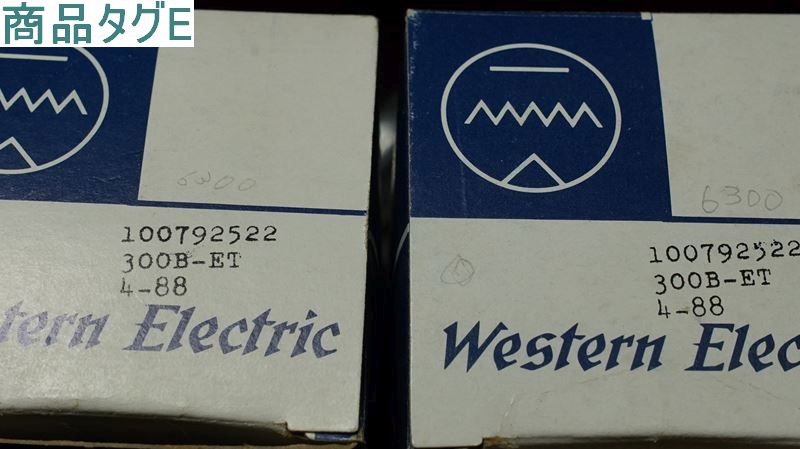 商品タグE
6300
100792522
300B-ET
4-88
tern Electric
6300
100792522
300B-ET
4-88
Western Elec